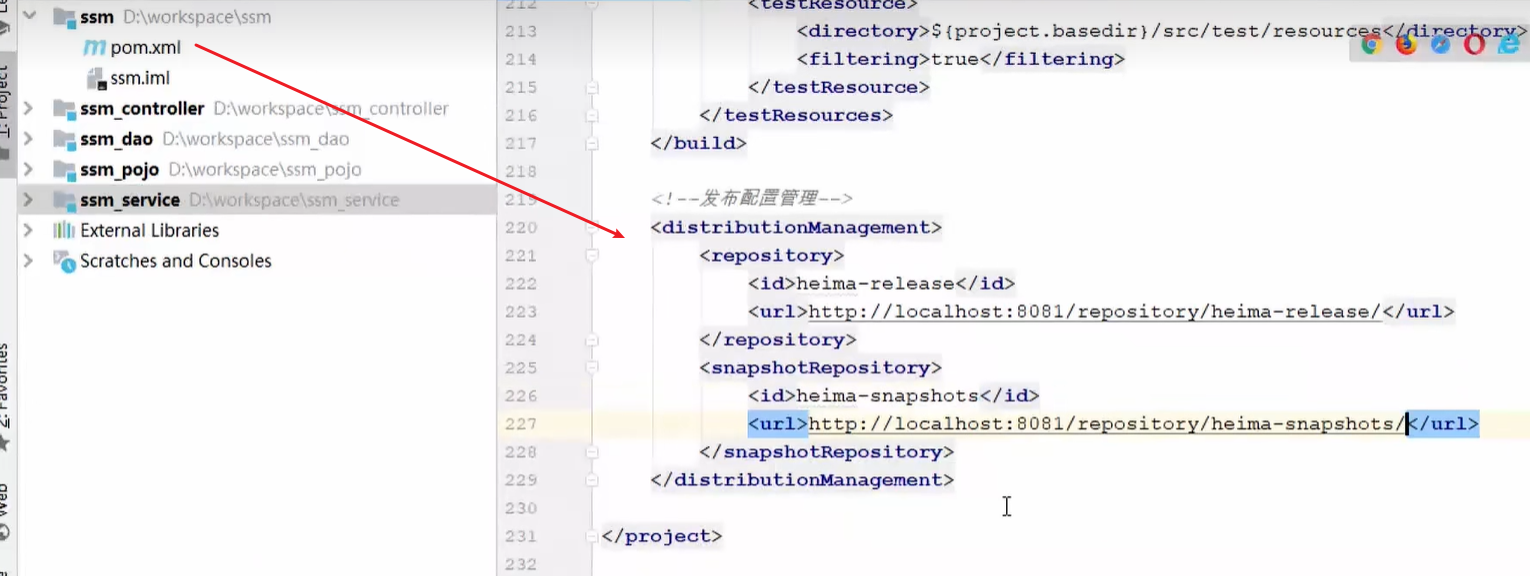 ssm D:\workspace\ssm
pom.xml
ssm.iml
ssm_controller D:\workspace\ssm_controller
ssm_dao D:\workspace\ssm_dao
ssm_pojo D:\workspace\ssm_pojo
ssm_service D:\workspace\ssm_service
External Libraries
Scratches and Consoles
1: Project
2: Favorites
Web
212 <testResource>
213 <directory>${project.basedir}/src/test/resources</directory>
214 <filtering>true</filtering>
215 </testResource>
216 </testResources>
217 </build>
218
219 <!--发布配置管理-->
220 <distributionManagement>
221 <repository>
222 <id>heima-release</id>
223 <url>http://localhost:8081/repository/heima-release/</url>
224 </repository>
225 <snapshotRepository>
226 <id>heima-snapshots</id>
227 <url>http://localhost:8081/repository/heima-snapshots/</url>
228 </snapshotRepository>
229 </distributionManagement>
230
231 </project>
232